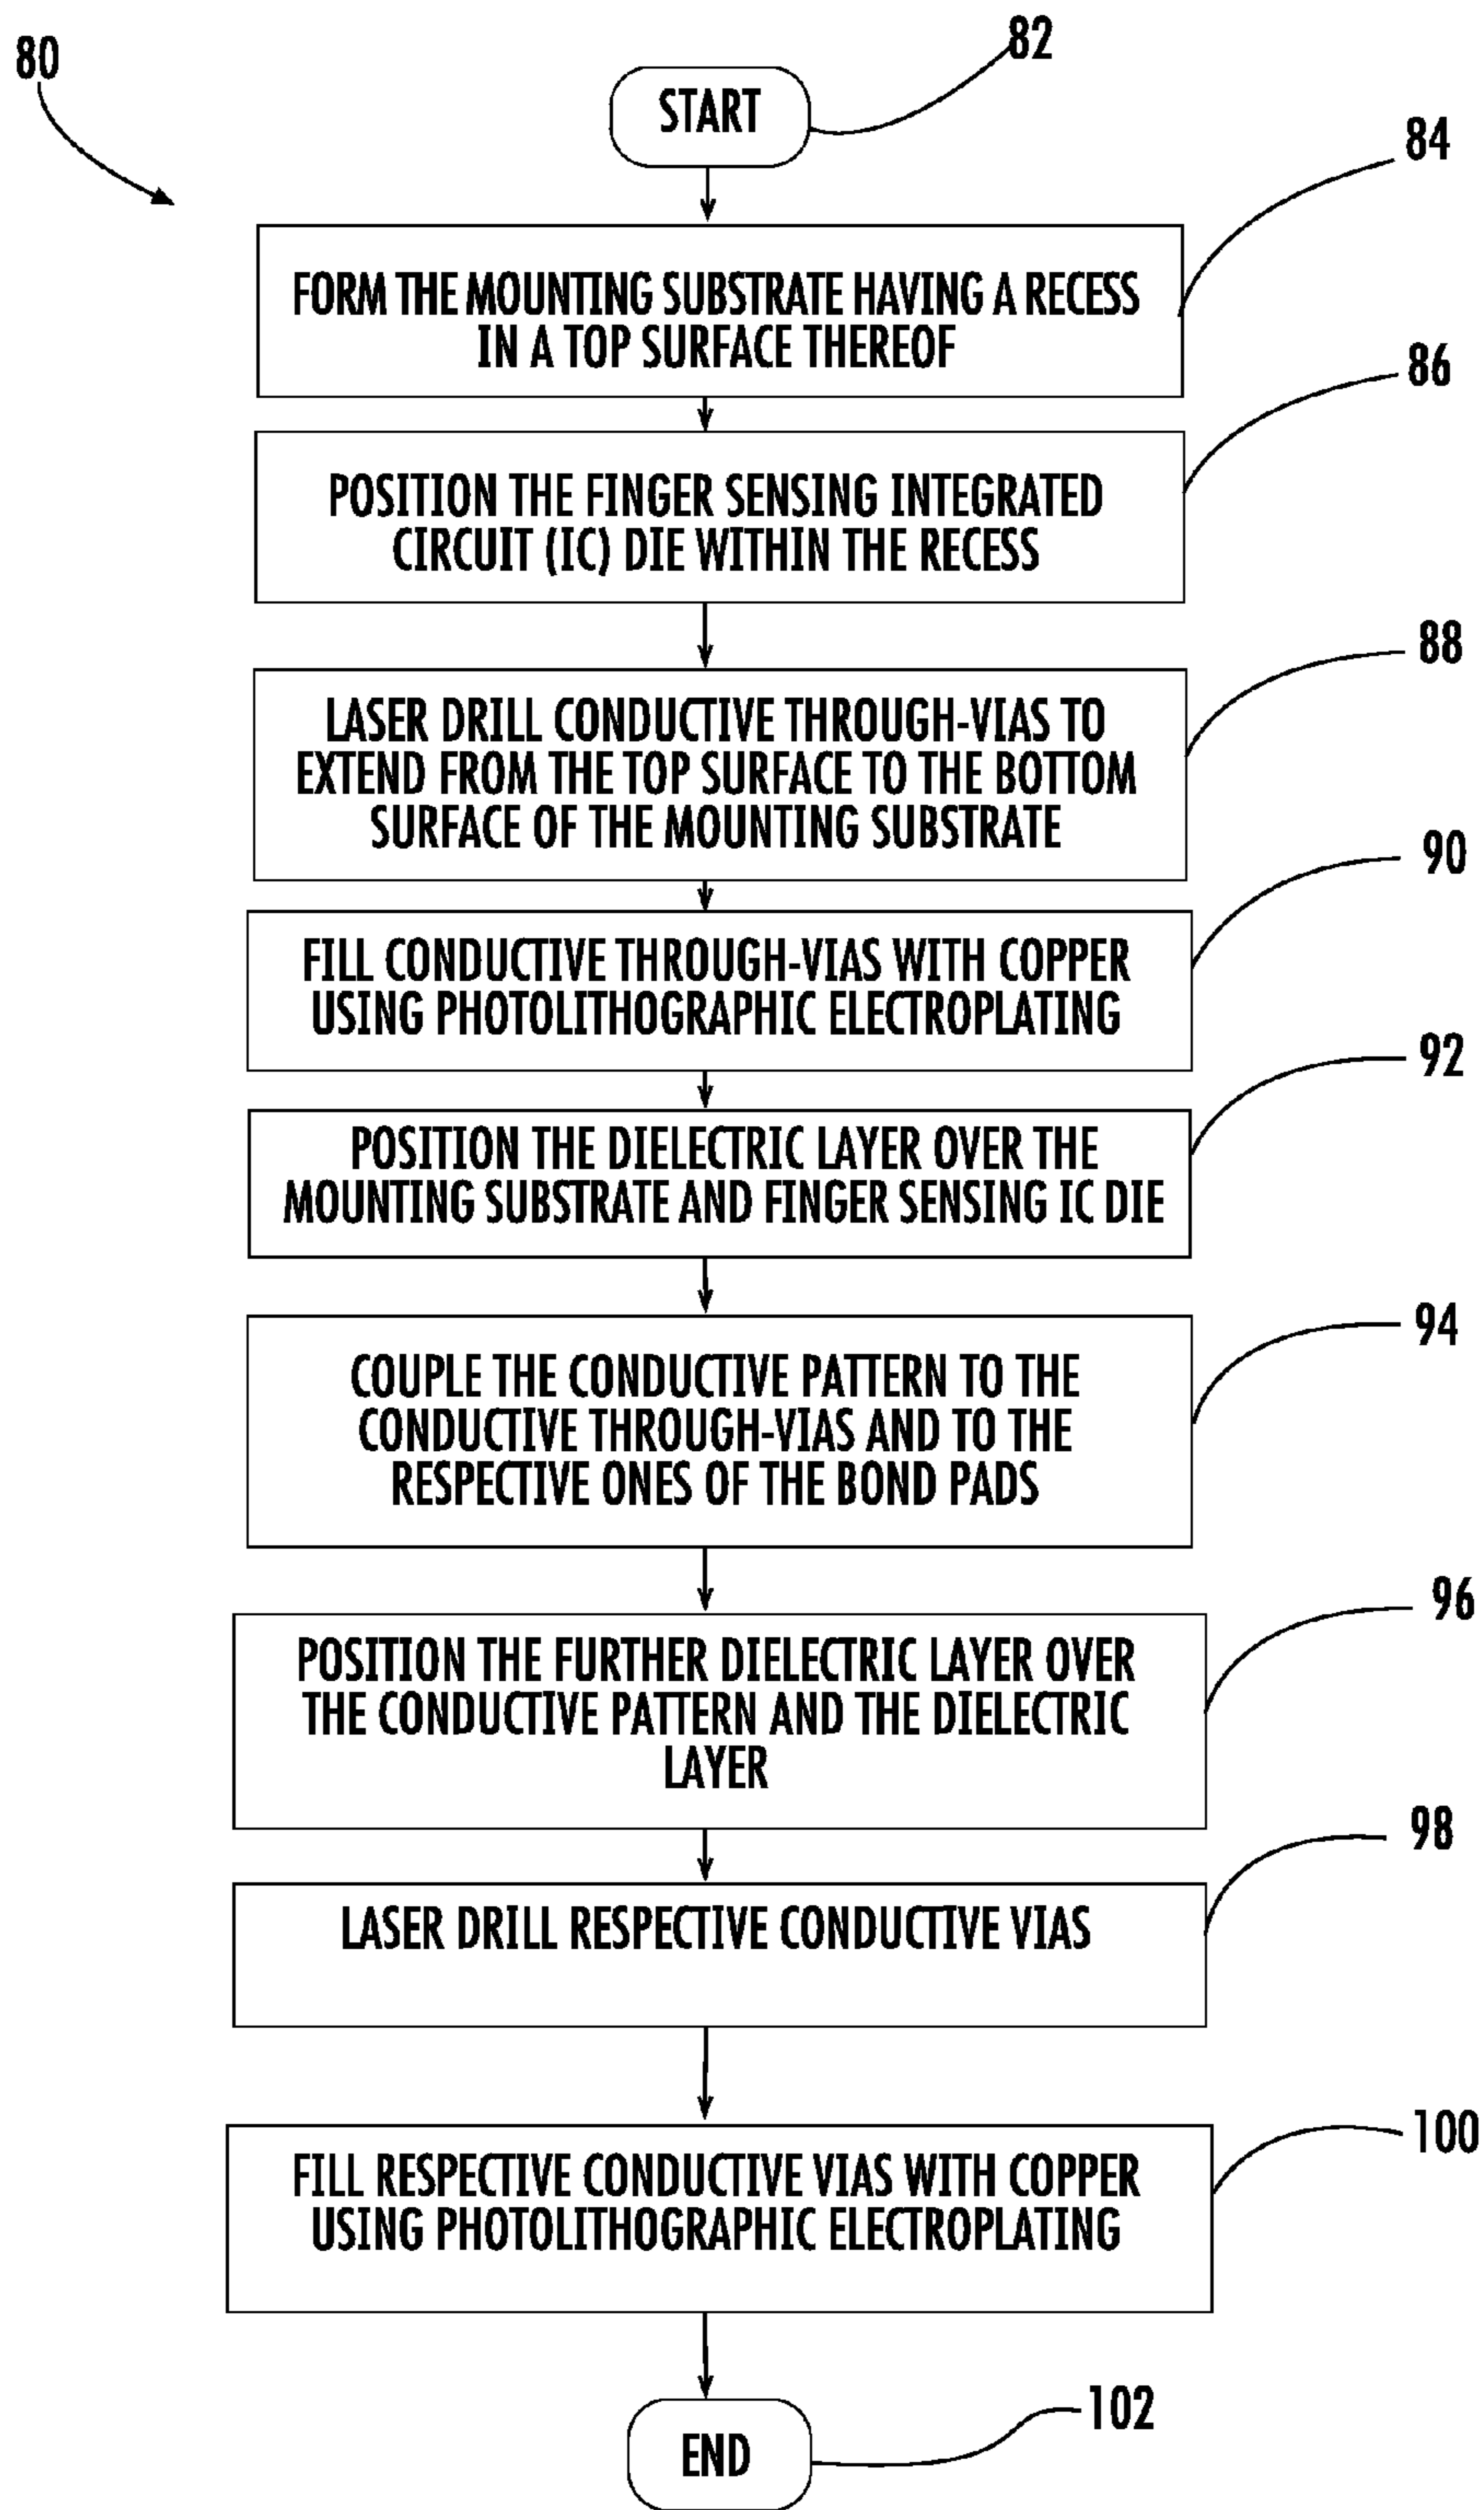 80
82
START
84
FORM THE MOUNTING SUBSTRATE HAVING A RECESS
IN A TOP SURFACE THEREOF
86
POSITION THE FINGER SENSING INTEGRATED
CIRCUIT (IC) DIE WITHIN THE RECESS
88
LASER DRILL CONDUCTIVE THROUGH-VIAS TO
EXTEND FROM THE TOP SURFACE TO THE BOTTOM
SURFACE OF THE MOUNTING SUBSTRATE
90
FILL CONDUCTIVE THROUGH-VIAS WITH COPPER
USING PHOTOLITHOGRAPHIC ELECTROPLATING
92
POSITION THE DIELECTRIC LAYER OVER THE
MOUNTING SUBSTRATE AND FINGER SENSING IC DIE
94
COUPLE THE CONDUCTIVE PATTERN TO THE
CONDUCTIVE THROUGH-VIAS AND TO THE
RESPECTIVE ONES OF THE BOND PADS
96
POSITION THE FURTHER DIELECTRIC LAYER OVER
THE CONDUCTIVE PATTERN AND THE DIELECTRIC
LAYER
98
LASER DRILL RESPECTIVE CONDUCTIVE VIAS
100
FILL RESPECTIVE CONDUCTIVE VIAS WITH COPPER
USING PHOTOLITHOGRAPHIC ELECTROPLATING
102
END